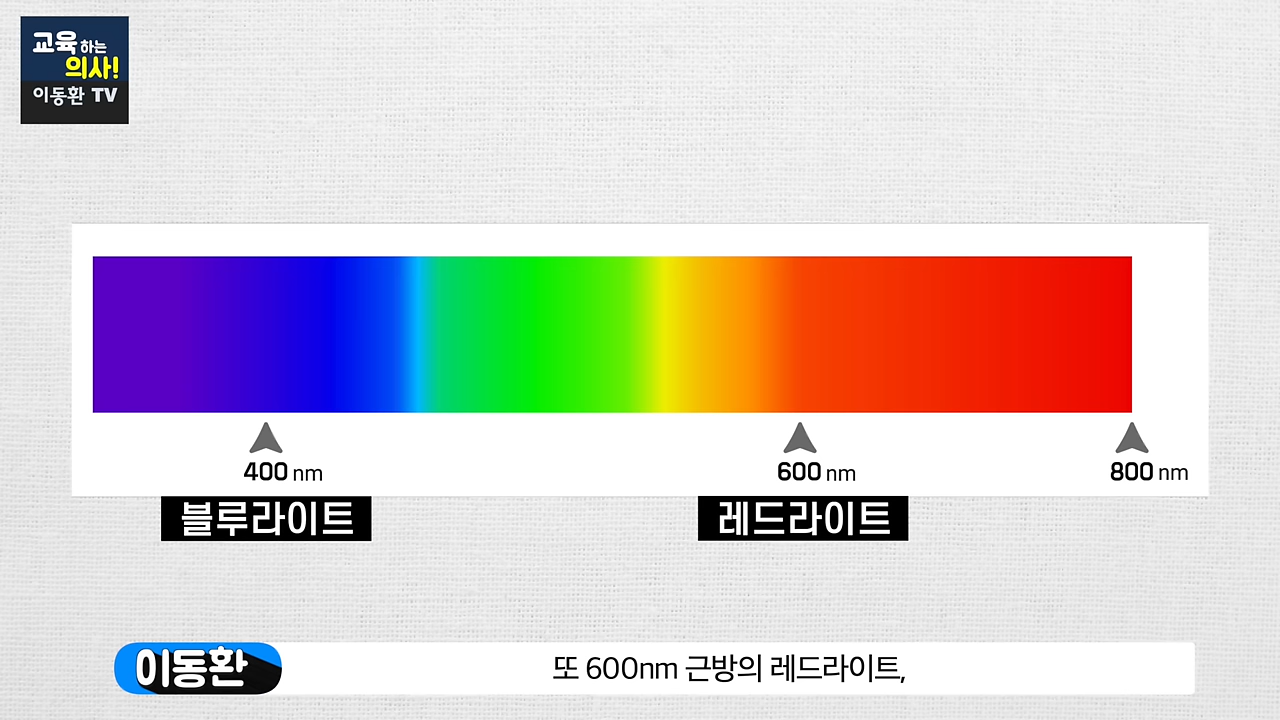 교육하는
의사!
이동환 TV
400 nm
600 nm
800 nm
블루라이트
레드라이트
이동환
또 600nm 근방의 레드라이트,